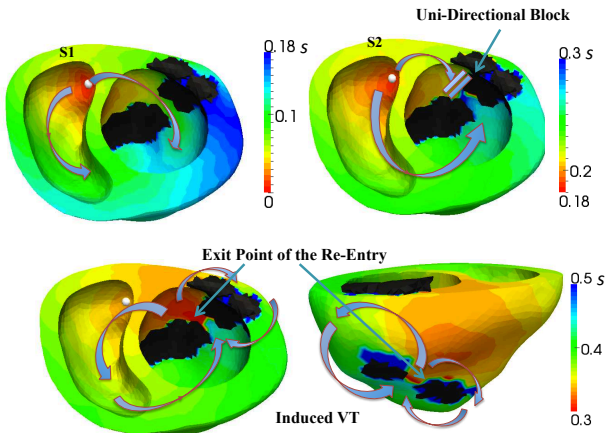 Uni-Directional Block
S1
0.18 s
0.1
0
S2
0.3 s
0.2
0.18
Exit Point of the Re-Entry
0.5 s
0.4
0.3
Induced VT